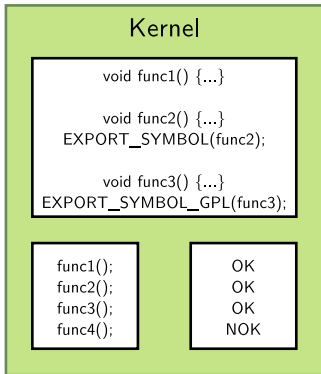 Kernel
void func1() {...}
void func2() {...}
EXPORT_SYMBOL(func2);
void func3() {...}
EXPORT_SYMBOL_GPL(func3);
func1();
func2();
func3();
func4();
OK
OK
OK
NOK